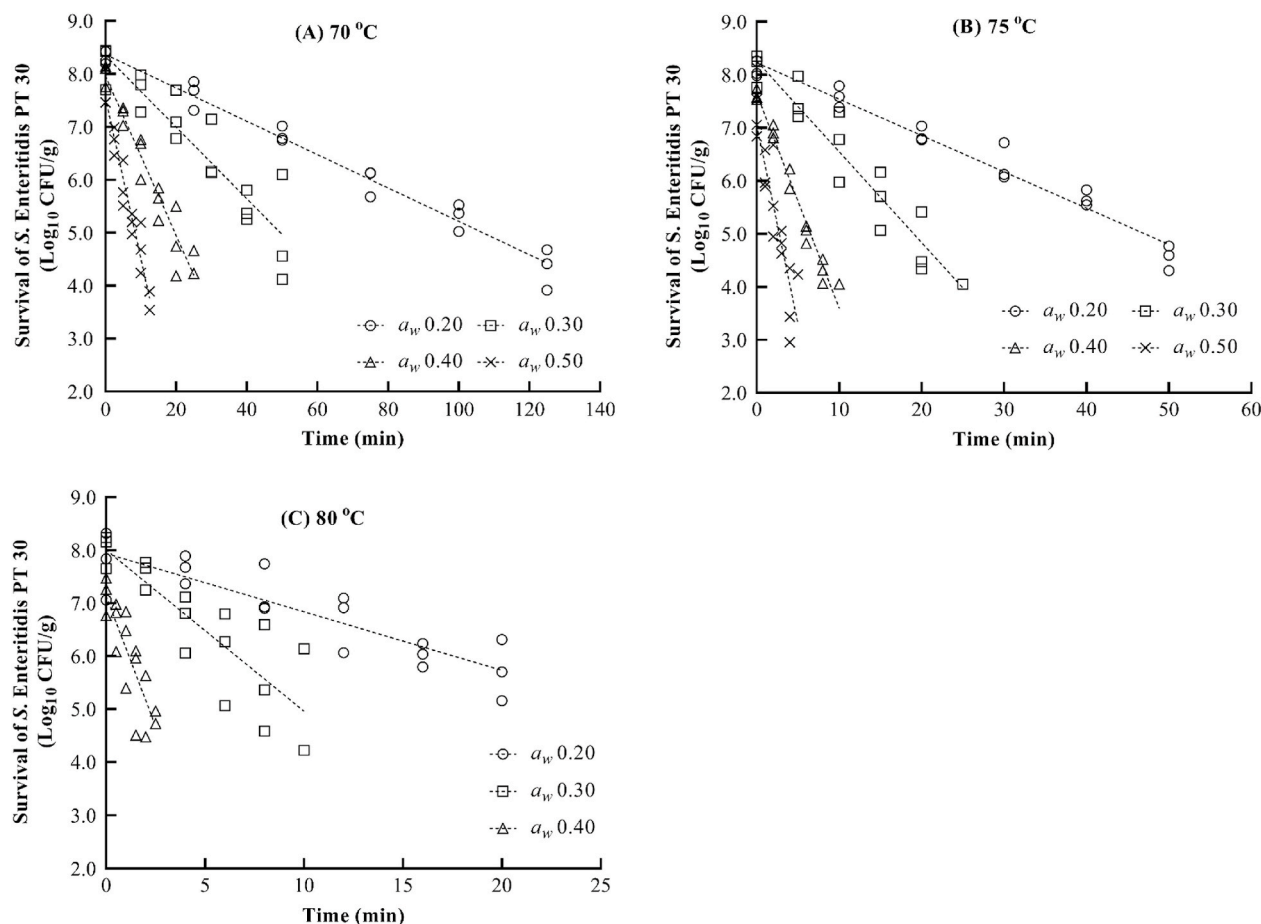 (A) 70 °C
Survival of S. Enteritidis PT 30
(Log10 CFU/g)
9.0
8.0
7.0
6.0
5.0
4.0
3.0
2.0
aw 0.20
aw 0.30
aw 0.40
aw 0.50
0 20 40 60 80 100 120 140
Time (min)
(B) 75 °C
Survival of S. Enteritidis PT 30
(Log10 CFU/g)
9.0
8.0
7.0
6.0
5.0
4.0
3.0
2.0
aw 0.20
aw 0.30
aw 0.40
aw 0.50
0 10 20 30 40 50 60
Time (min)
(C) 80 °C
Survival of S. Enteritidis PT 30
(Log10 CFU/g)
9.0
8.0
7.0
6.0
5.0
4.0
3.0
2.0
aw 0.20
aw 0.30
aw 0.40
0 5 10 15 20 25
Time (min)